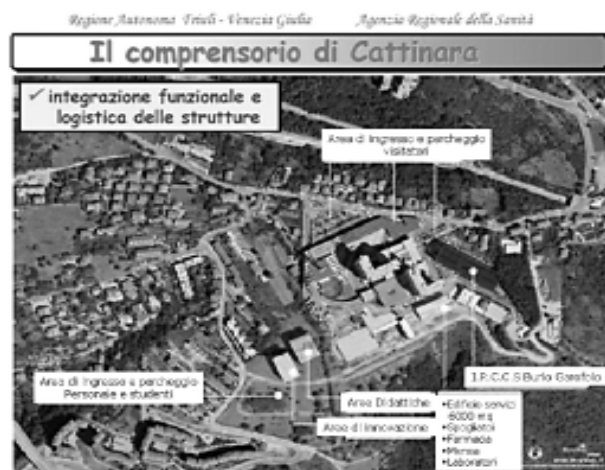 Regione Autonoma Friuli - Venezia Giulia
Agenzia Regionale della Sanità
Il comprensorio di Cattinara
✓ integrazione funzionale e
logistica delle strutture
Area di Ingresso e parcheggio
visitatori
I.R.C.C.S Burlo Garofolo
Area di Ingresso e parcheggio
Personale e studenti
Area Didattiche
Area di Innovazione
•Edificio servizi
6000 mq
•Spogliatoi
•Farmacia
•Mensa
•Laboratori